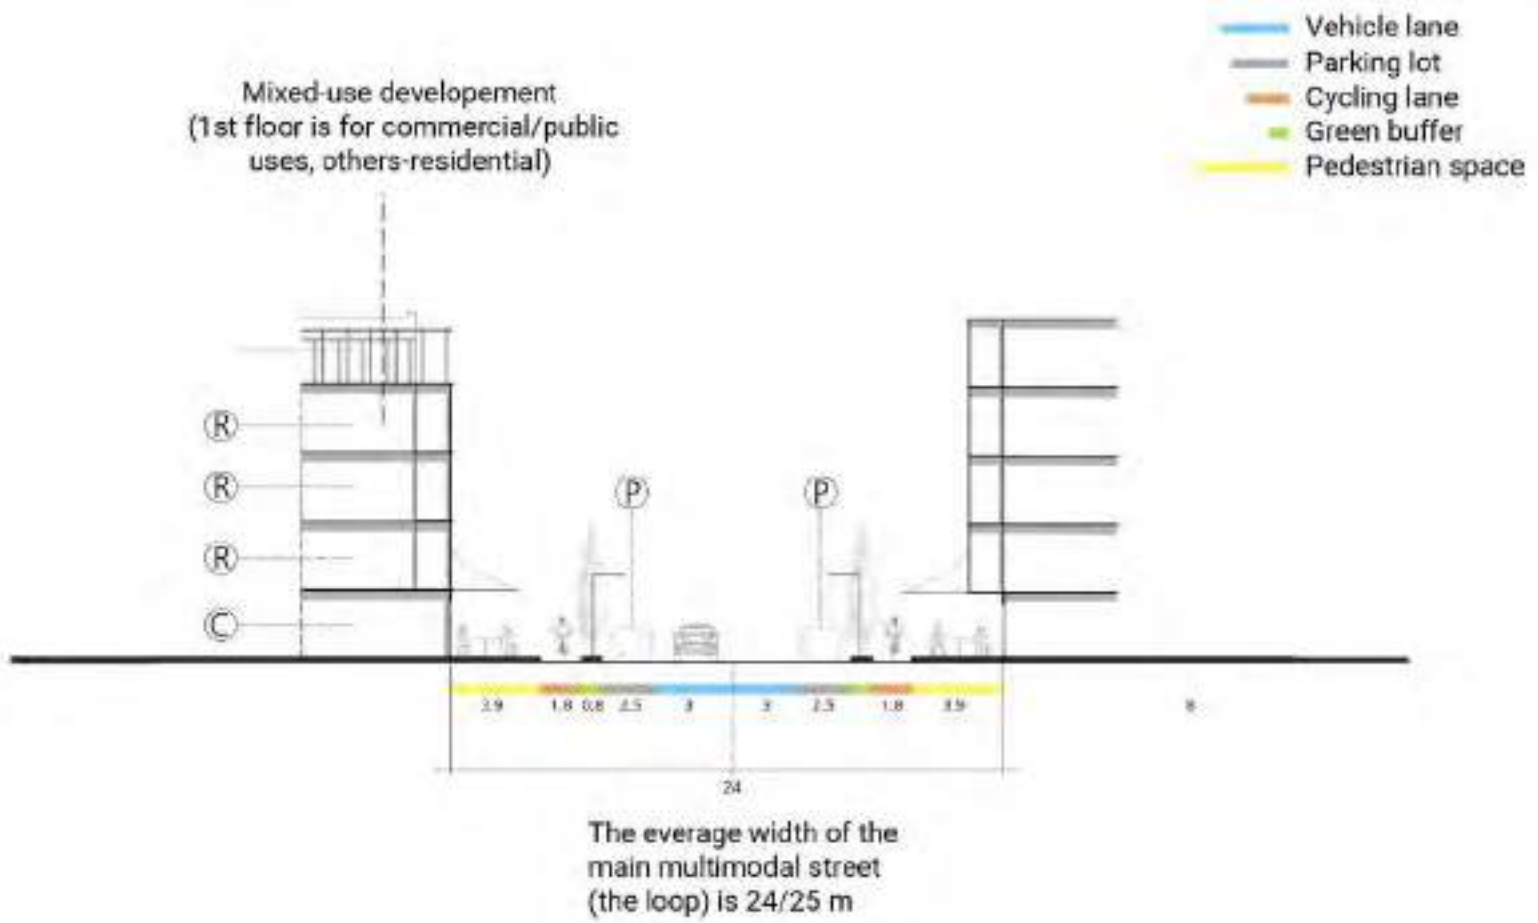 Vehicle lane
Parking lot
Cycling lane
Green buffer
Pedestrian space
Mixed-use developement
(1st floor is for commercial/public
uses, others-residential)
R
R
P P
R
C
3.9 1.8 0.8 2.5 3 3 2.5 1.8 3.9
24
The everage width of the
main multimodal street
(the loop) is 24/25 m